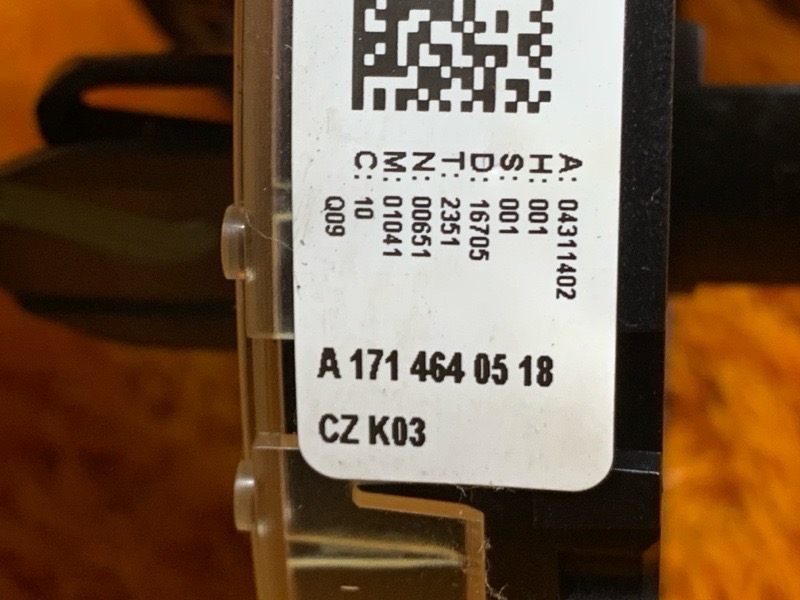 A: 04311402
H: 001
S: 001
D: 16705
T: 2351
N: 00651
M: 01041
C: 10
Q09
A 171 464 05 18
CZ K03